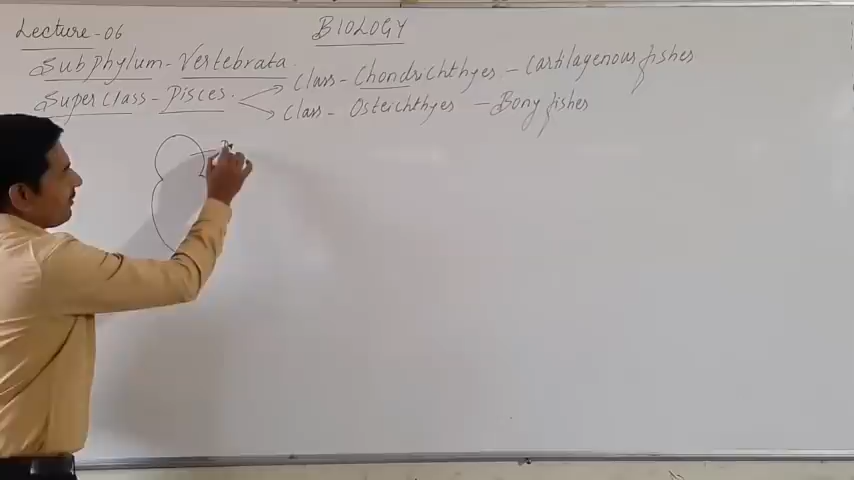 Lecture-06
BIOLOGY
Subphylum-Vertebrata.
Super Class-Pisces.
Class-Chondrichthyes-Cartilagenous fishes
Class-Osteichthyes-Bony fishes